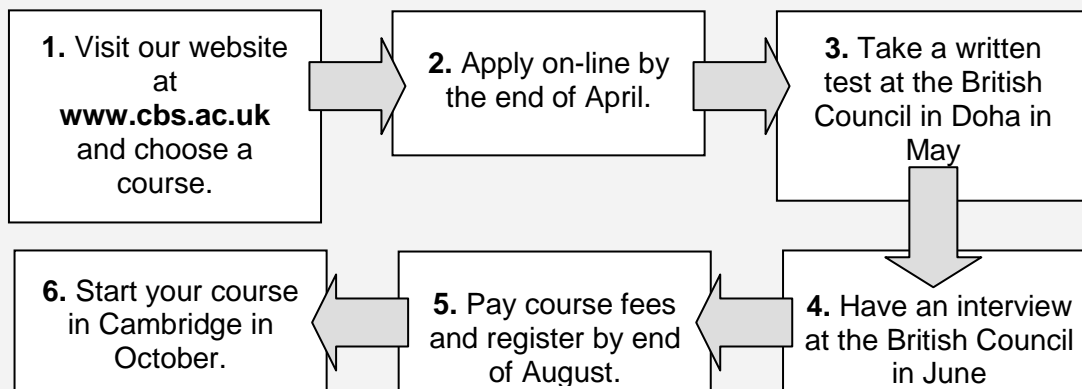 1. Visit our website
at
www.cbs.ac.uk
and choose a
course.
2. Apply on-line by
the end of April.
3. Take a written
test at the British
Council in Doha in
May
4. Have an interview
at the British Council
in June
5. Pay course fees
and register by end
of August.
6. Start your course
in Cambridge in
October.